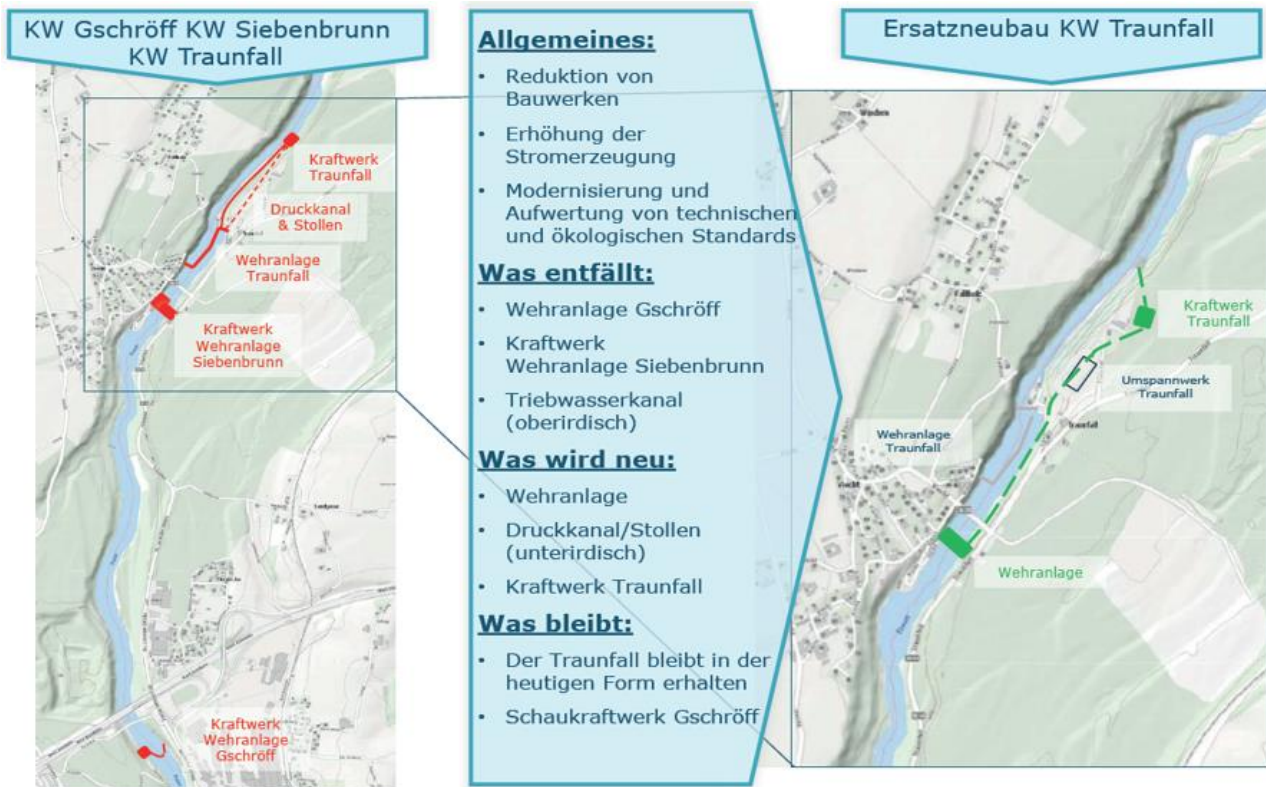 KW Gschröff KW Siebenbrunn
KW Traunfall
Kraftwerk
Traunfall
Druckkanal
& Stollen
Wehranlage
Traunfall
Kraftwerk
Wehranlage
Siebenbrunn
Kraftwerk
Wehranlage
Gschröff
Allgemeines:
• Reduktion von
Bauwerken
• Erhöhung der
Stromerzeugung
• Modernisierung und
Aufwertung von technischen
und ökologischen Standards
Was entfällt:
• Wehranlage Gschröff
• Kraftwerk
Wehranlage Siebenbrunn
• Triebwasserkanal
(oberirdisch)
Was wird neu:
• Wehranlage
• Druckkanal/Stollen
(unterirdisch)
• Kraftwerk Traunfall
Was bleibt:
• Der Traunfall bleibt in der
heutigen Form erhalten
• Schaukraftwerk Gschröff
Ersatzneubau KW Traunfall
Kraftwerk
Traunfall
Umspannwerk
Traunfall
Wehranlage
Traunfall
Traunfall
Viecht
Wehranlage